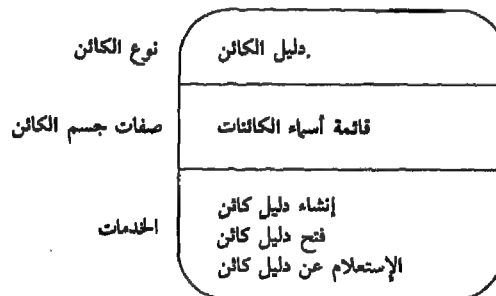 نوع الكائن دليل الكائن
صفات جسم الكائن قائمة أسماء الكائنات
إنشاء دليل كائن
الخدمات فتح دليل كائن
الإستعلام عن دليل كائن